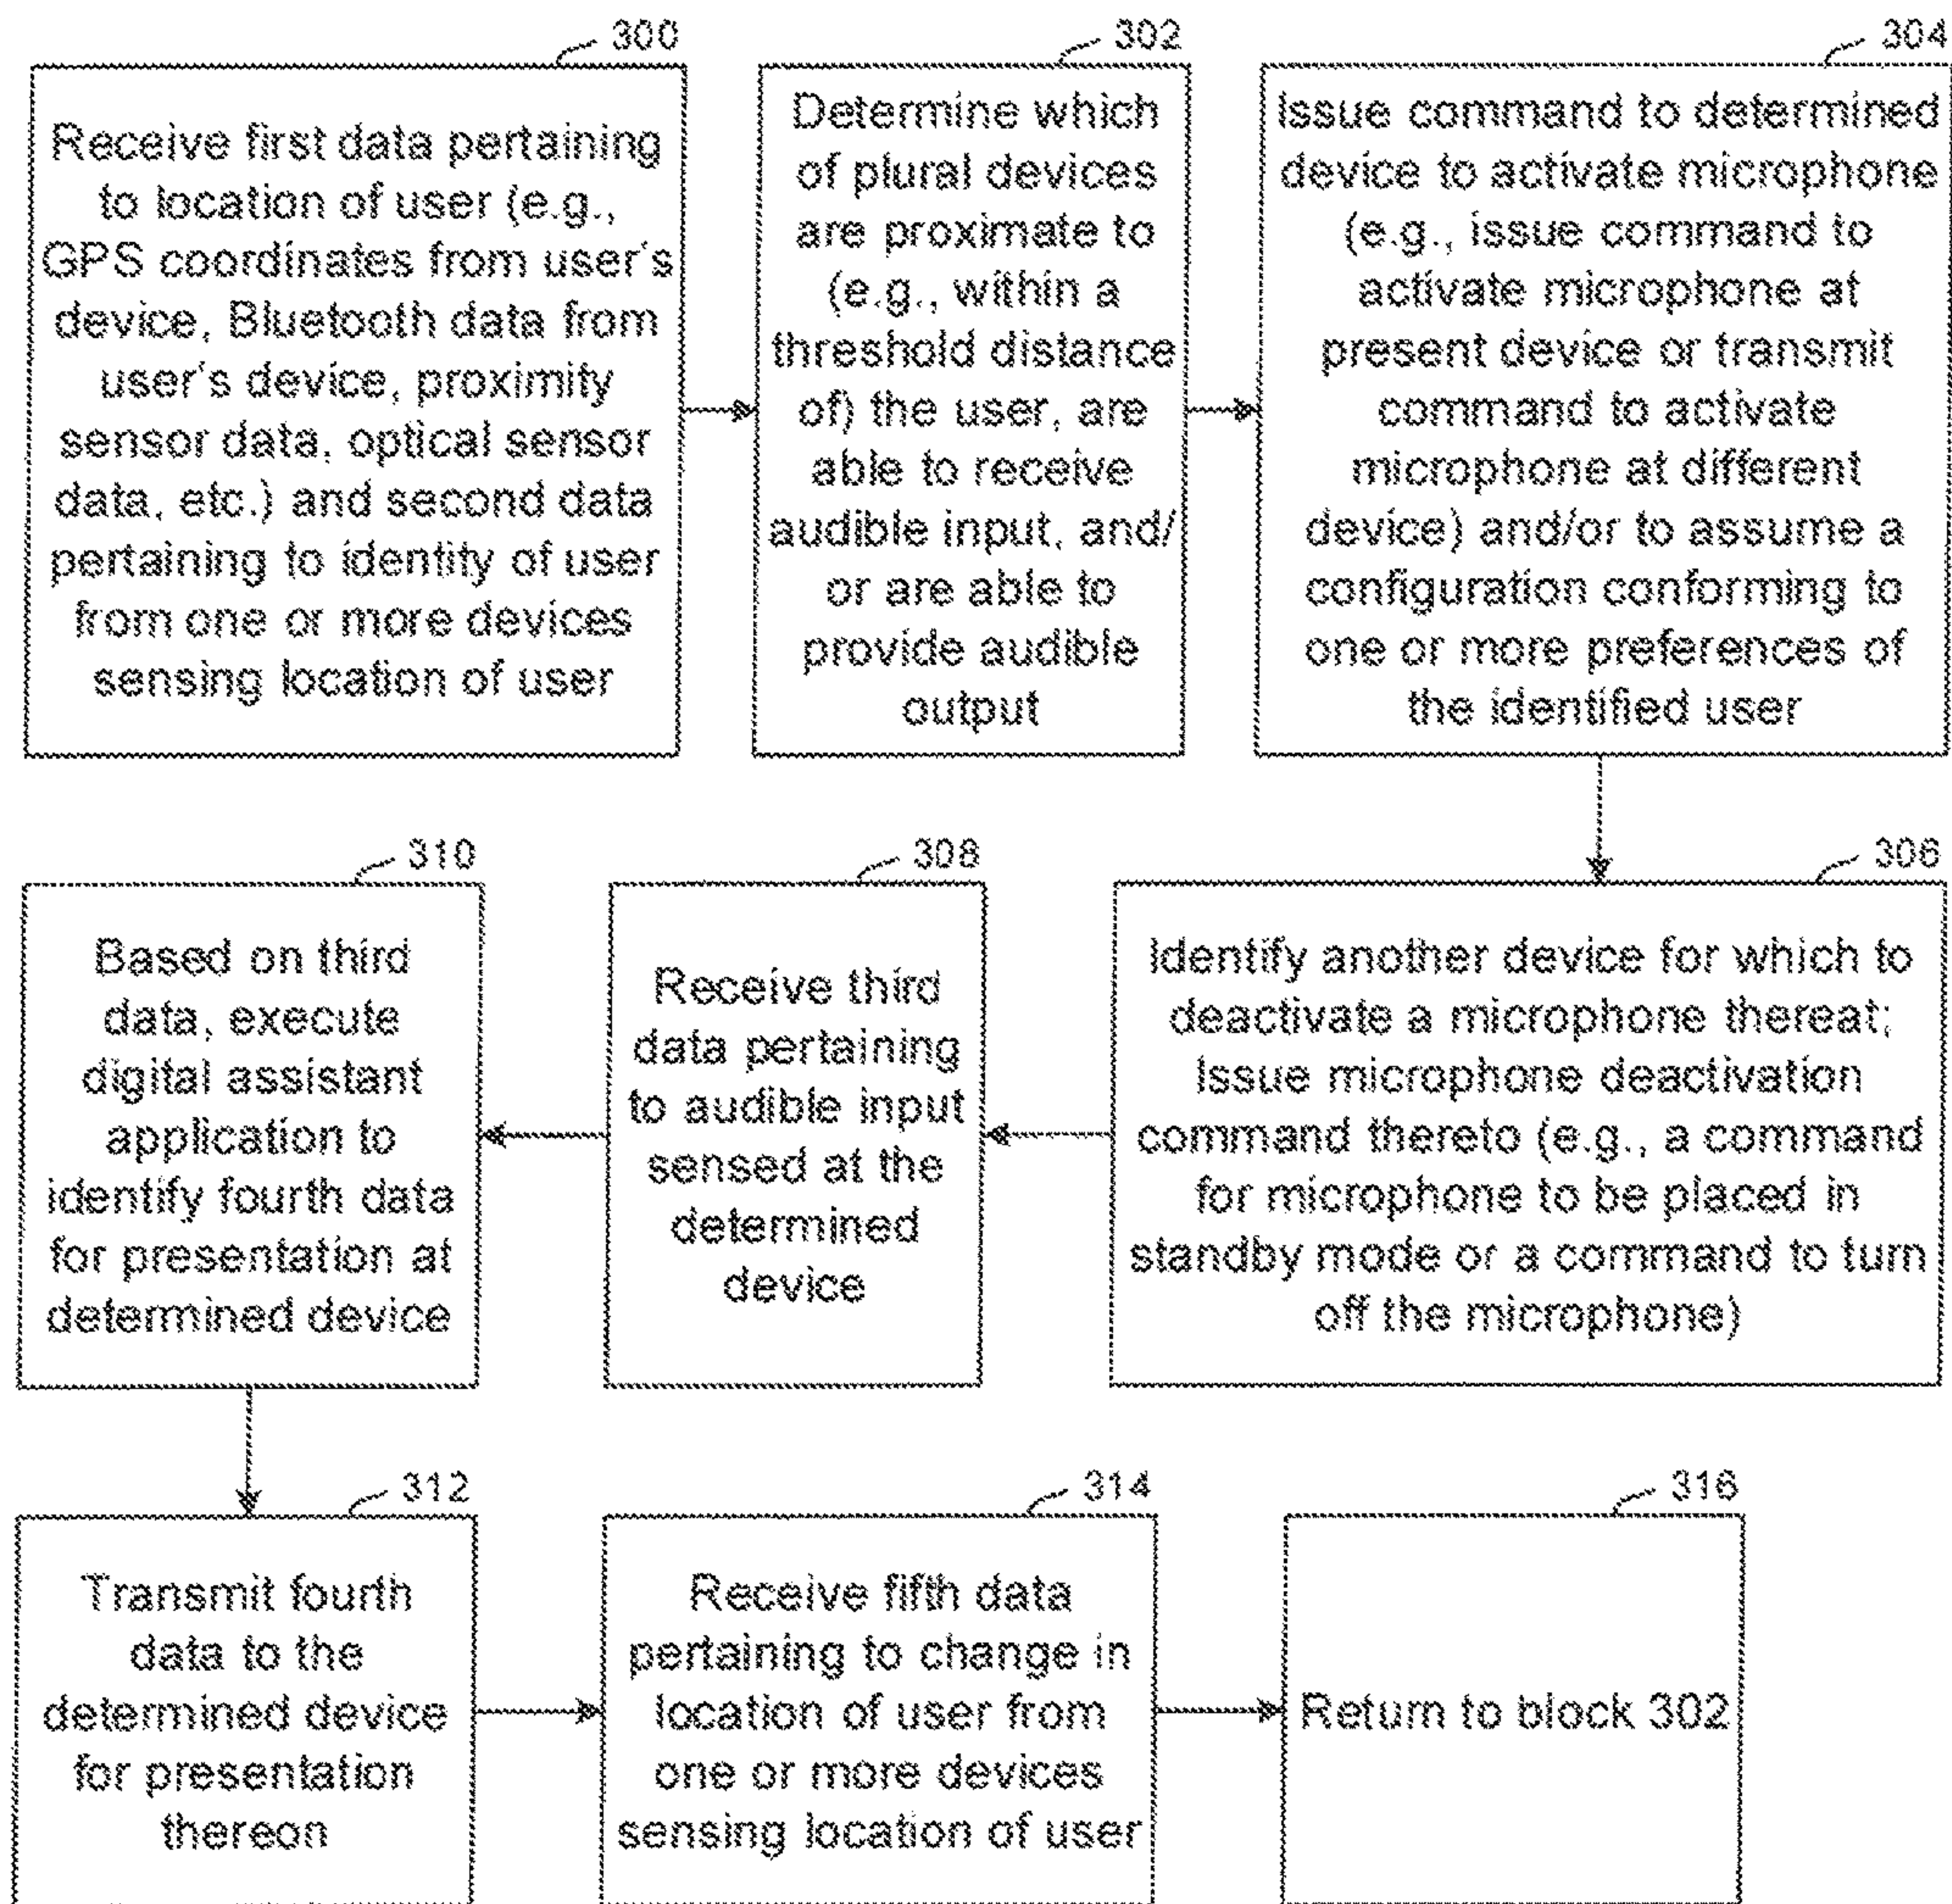 300
Receive first data pertaining
to location of user (e.g.,
GPS coordinates from user's
device, Bluetooth data from
user's device, proximity
sensor data, optical sensor
data, etc.) and second data
pertaining to identity of user
from one or more devices
sensing location of user
302
Determine which
of plural devices
are proximate to
(e.g., within a
threshold distance
of) the user, are
able to receive
audible input, and/
or are able to
provide audible
output
304
Issue command to determined
device to activate microphone
(e.g., issue command to
activate microphone at
present device or transmit
command to activate
microphone at different
device) and/or to assume a
configuration conforming to
one or more preferences of
the identified user
306
Identify another device for which to
deactivate a microphone thereat;
Issue microphone deactivation
command thereto (e.g., a command
for microphone to be placed in
standby mode or a command to turn
off the microphone)
308
Receive third
data pertaining
to audible input
sensed at the
determined
device
310
Based on third
data, execute
digital assistant
application to
identify fourth data
for presentation at
determined device
312
Transmit fourth
data to the
determined device
for presentation
thereon
314
Receive fifth data
pertaining to change in
location of user from
one or more devices
sensing location of user
316
Return to block 302